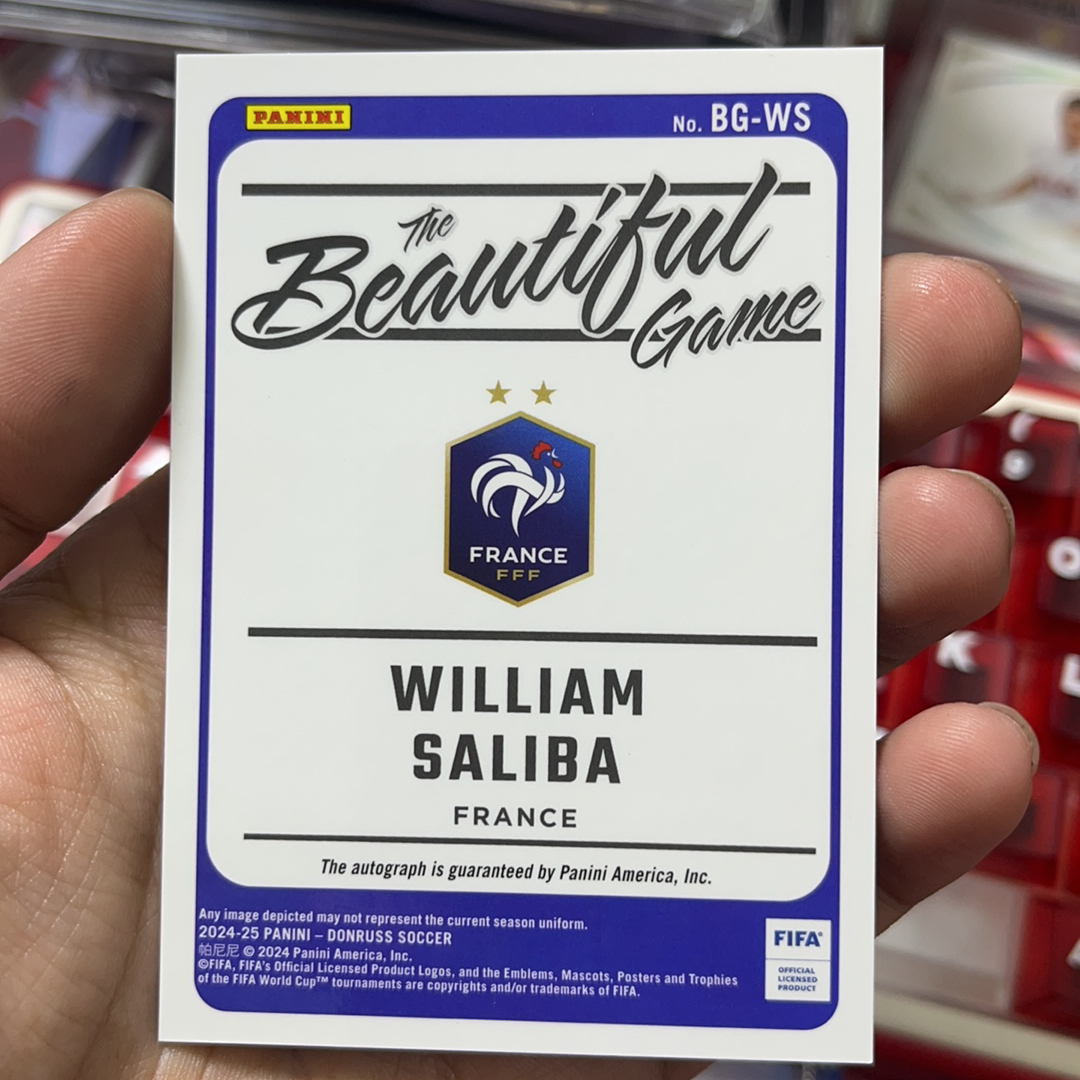 PANINI
No. BG-WS
The
Beautiful
Game
FRANCE
FFF
WILLIAM
SALIBA
FRANCE
The autograph is guaranteed by Panini America, Inc.
Any image depicted may not represent the current season uniform.
2024-25 PANINI – DONRUSS SOCCER
帕尼尼 © 2024 Panini America, Inc.
©FIFA, FIFA's Official Licensed Product Logos, and the Emblems, Mascots, Posters and Trophies
of the FIFA World Cup™ tournaments are copyrights and/or trademarks of FIFA.
FIFA®
OFFICIAL
LICENSED
PRODUCT
O
K
L